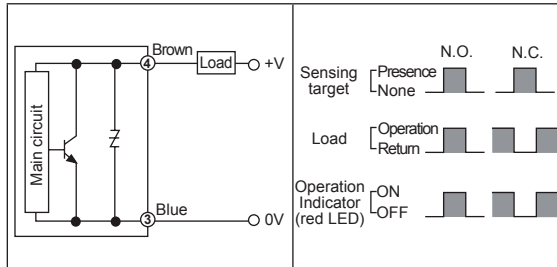 Main circuit
4
Brown
Load
+V
3
Blue
0V
N.O.
N.C.
Sensing
target
Presence
None
Load
Operation
Return
Operation
Indicator
(red LED)
ON
OFF